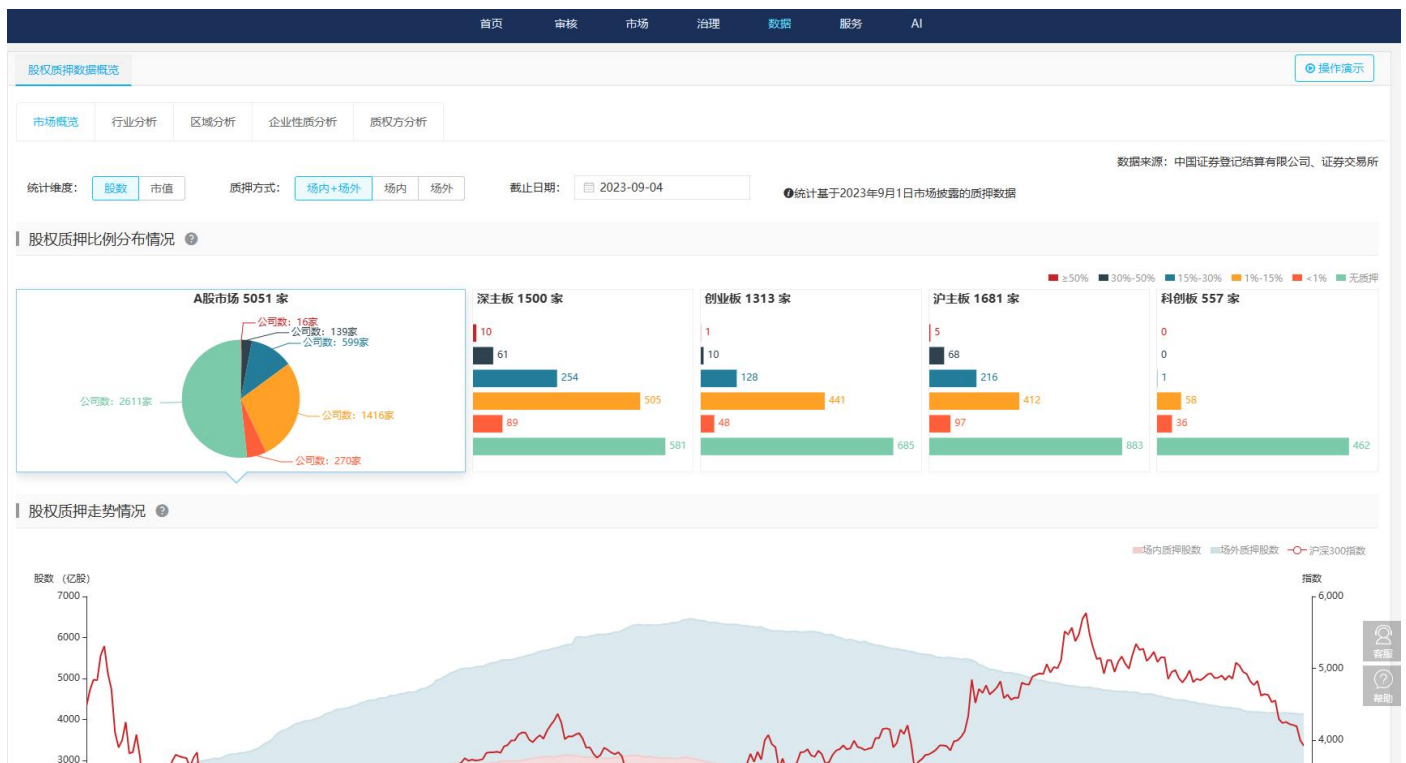 首页 审核 市场 治理 数据 服务 AI
股权质押数据概览 操作演示
市场概览 行业分析 区域分析 企业性质分析 质权方分析
数据来源：中国证券登记结算有限公司、证券交易所
统计维度： 股数 市值 质押方式： 场内+场外 场内 场外 截止日期： 2023-09-04 统计基于2023年9月1日市场披露的质押数据
股权质押比例分布情况 ?
≥50% 30%-50% 15%-30% 1%-15% <1% 无质押
A股市场 5051 家
公司数：16家
公司数：139家
公司数：599家
公司数：2611家
公司数：1416家
公司数：270家
深主板 1500 家
10
61
254
505
89
581
创业板 1313 家
1
10
128
441
48
685
沪主板 1681 家
5
68
216
412
97
883
科创板 557 家
0
0
1
58
36
462
股权质押走势情况 ?
场内质押股数 场外质押股数 沪深300指数
股数 （亿股） 指数
7000 6,000
6000
5000 5,000
4000 4,000
3000
客服
帮助